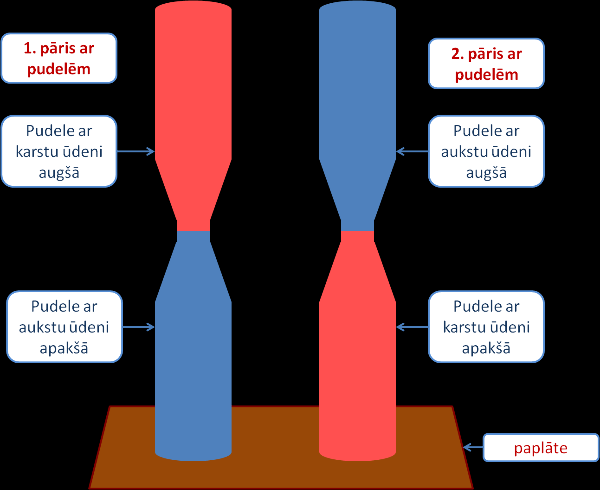 1. pāris ar
pudelēm
Pudele ar
karstu ūdeni
augšā
Pudele ar
aukstu ūdeni
apakšā
2. pāris ar
pudelēm
Pudele ar
aukstu ūdeni
augšā
Pudele ar
karstu ūdeni
apakšā
paplāte